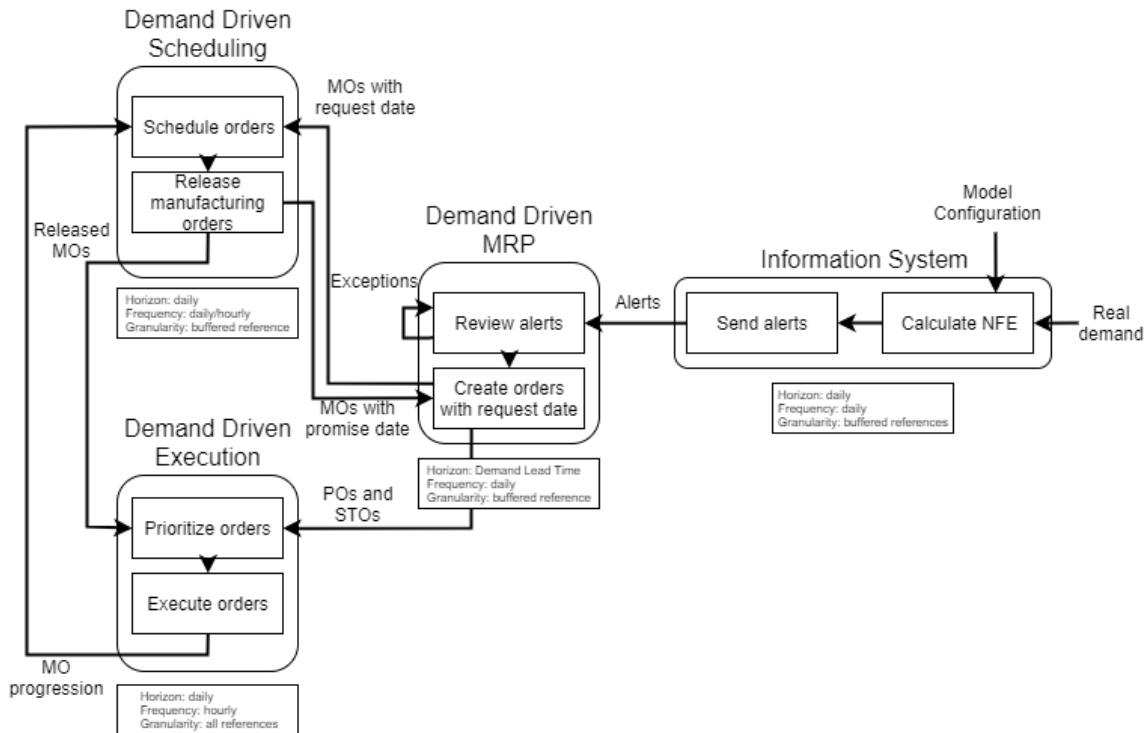 Demand Driven
Scheduling
MOs with
request date
Schedule orders
Release
manufacturing
orders
Released
MOs
Horizon: daily
Frequency: daily/hourly
Granularity: buffered reference
Demand Driven
MRP
Exceptions
Review alerts
Create orders
with request date
MOs with
promise date
Horizon: Demand Lead Time
Frequency: daily
Granularity: buffered reference
Alerts
Model
Configuration
Information System
Send alerts
Calculate NFE
Real
demand
Horizon: daily
Frequency: daily
Granularity: buffered references
Demand Driven
Execution
POs and
STOs
Prioritize orders
Execute orders
MO
progression
Horizon: daily
Frequency: hourly
Granularity: all references